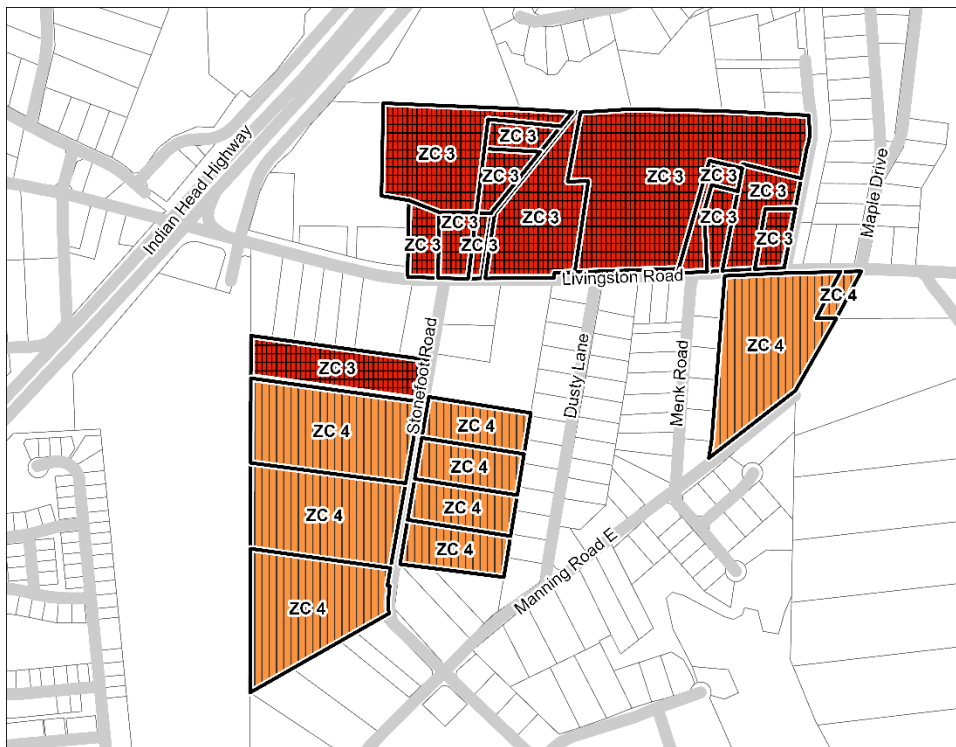 Indian Head Highway
Maple Drive
ZC 3
ZC 3
ZC 3
ZC 3
ZC 3
ZC 3
ZC 3
ZC 3
ZC 3
ZC 3
ZC 3
ZC 3
ZC 3
Livingston Road
ZC 4
ZC 4
ZC 3
Stonefoot Road
Dusty Lane
Menk Road
ZC 4
ZC 4
ZC 4
ZC 4
ZC 4
ZC 4
ZC 4
Manning Road E